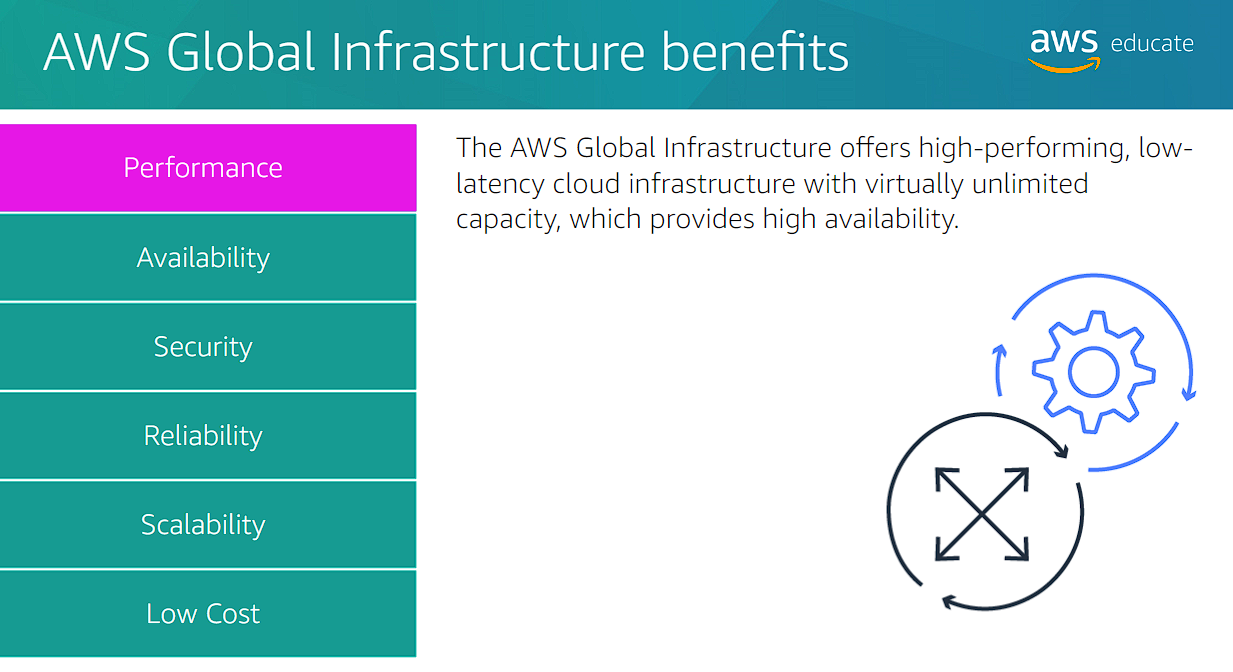 AWS Global Infrastructure benefits
aws educate
Performance
Availability
Security
Reliability
Scalability
Low Cost
The AWS Global Infrastructure offers high-performing, low-
latency cloud infrastructure with virtually unlimited
capacity, which provides high availability.